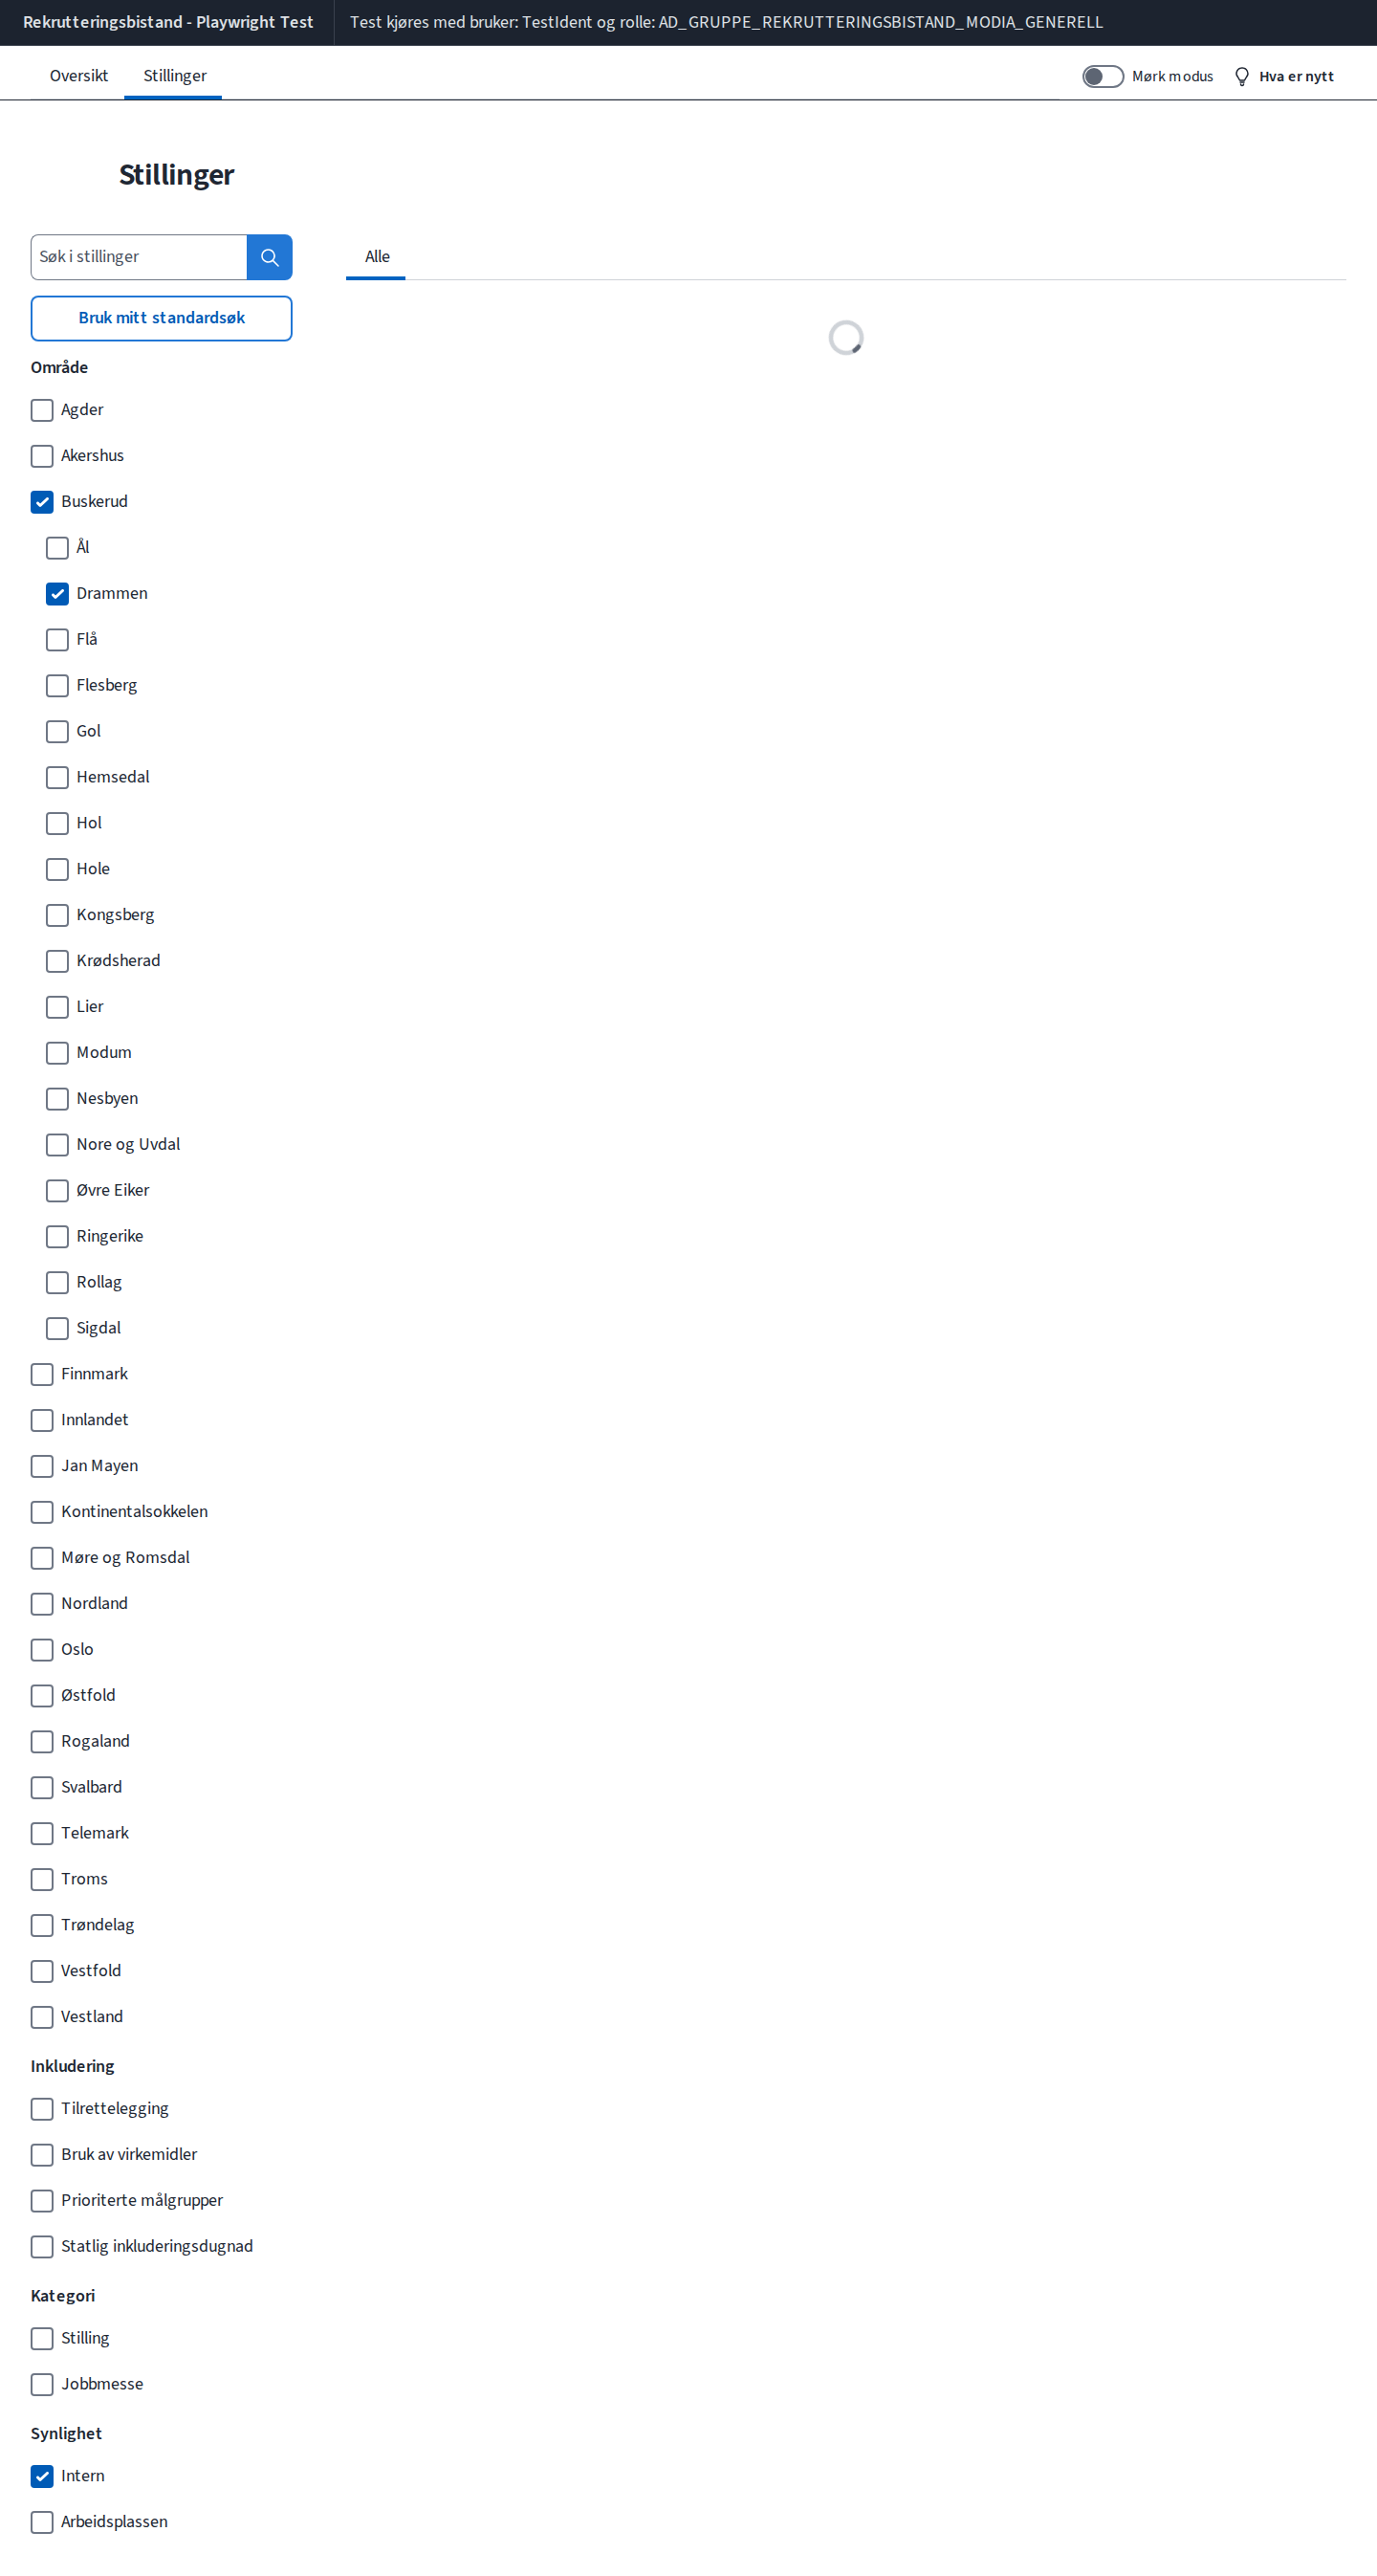 Rekrutteringsbistand - Playwright Test
Test kjøres med bruker: TestIdent og rolle: AD_GRUPPE_REKRUTTERINGSBISTAND_MODIA_GENERELL
Oversikt
Stillinger
Mørk modus
Hva er nytt
Stillinger
Søk i stillinger
Alle
Bruk mitt standardsøk
Område
Agder
Akershus
Buskerud
Ål
Drammen
Flå
Flesberg
Gol
Hemsedal
Hol
Hole
Kongsberg
Krødsherad
Lier
Modum
Nesbyen
Nore og Uvdal
Øvre Eiker
Ringerike
Rollag
Sigdal
Finnmark
Innlandet
Jan Mayen
Kontinentalsokkelen
Møre og Romsdal
Nordland
Oslo
Østfold
Rogaland
Svalbard
Telemark
Troms
Trøndelag
Vestfold
Vestland
Inkludering
Tilrettelegging
Bruk av virkemidler
Prioriterte målgrupper
Statlig inkluderingsdugnad
Kategori
Stilling
Jobbmesse
Synlighet
Intern
Arbeidsplassen